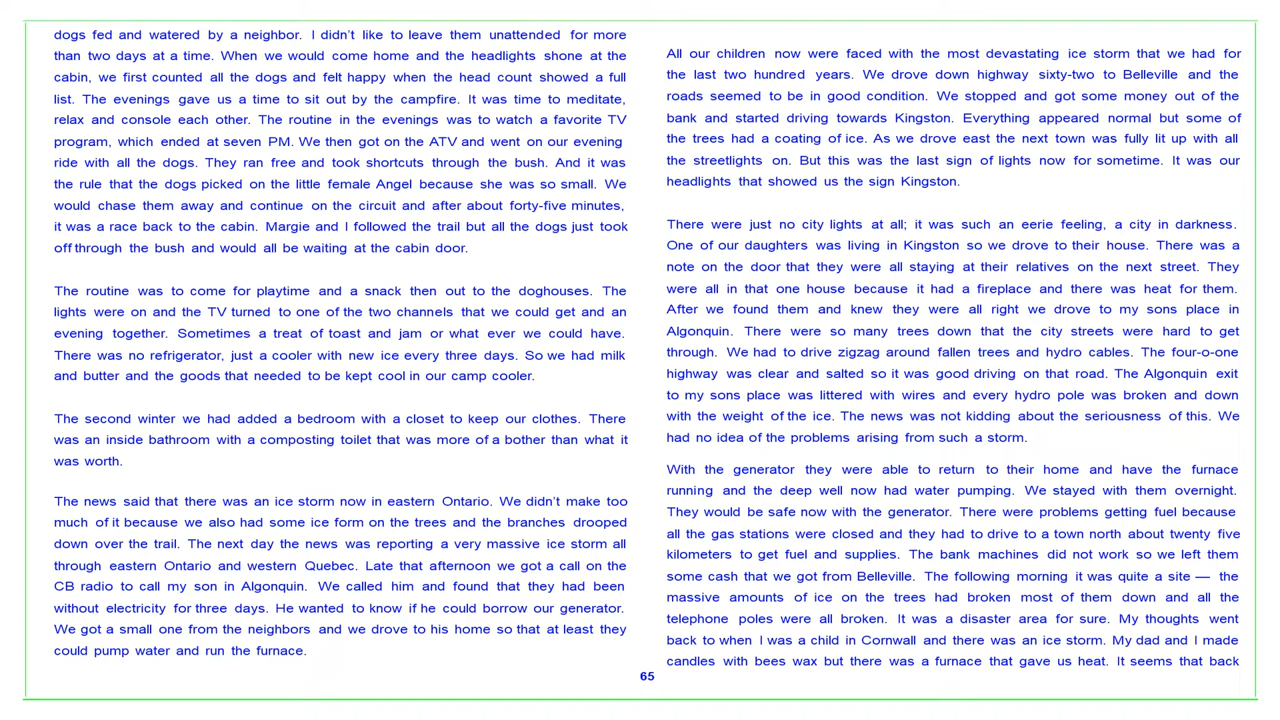 dogs fed and watered by a neighbor. I didn't like to leave them unattended for more
than two days at a time. When we would come home and the headlights shone at the
cabin, we first counted all the dogs and felt happy when the head count showed a full
list. The evenings gave us a time to sit out by the campfire. It was time to meditate,
relax and console each other. The routine in the evenings was to watch a favorite TV
program, which ended at seven PM. We then got on the ATV and went on our evening
ride with all the dogs. They ran free and took shortcuts through the bush. And it was
the rule that the dogs picked on the little female Angel because she was so small. We
would chase them away and continue on the circuit and after about forty-five minutes,
it was a race back to the cabin. Margie and I followed the trail but all the dogs just took
off through the bush and would all be waiting at the cabin door.
The routine was to come for playtime and a snack then out to the doghouses. The
lights were on and the TV turned to one of the two channels that we could get and an
evening together. Sometimes a treat of toast and jam or what ever we could have.
There was no refrigerator, just a cooler with new ice every three days. So we had milk
and butter and the goods that needed to be kept cool in our camp cooler.
The second winter we had added a bedroom with a closet to keep our clothes. There
was an inside bathroom with a composting toilet that was more of a bother than what it
was worth.
The news said that there was an ice storm now in eastern Ontario. We didn't make too
much of it because we also had some ice form on the trees and the branches drooped
down over the trail. The next day the news was reporting a very massive ice storm all
through eastern Ontario and western Quebec. Late that afternoon we got a call on the
CB radio to call my son in Algonquin. We called him and found that they had been
without electricity for three days. He wanted to know if he could borrow our generator.
We got a small one from the neighbors and we drove to his home so that at least they
could pump water and run the furnace.
All our children now were faced with the most devastating ice storm that we had for
the last two hundred years. We drove down highway sixty-two to Belleville and the
roads seemed to be in good condition. We stopped and got some money out of the
bank and started driving towards Kingston. Everything appeared normal but some of
the trees had a coating of ice. As we drove east the next town was fully lit up with all
the streetlights on. But this was the last sign of lights now for sometime. It was our
headlights that showed us the sign Kingston.
There were just no city lights at all; it was such an eerie feeling, a city in darkness.
One of our daughters was living in Kingston so we drove to their house. There was a
note on the door that they were all staying at their relatives on the next street. They
were all in that one house because it had a fireplace and there was heat for them.
After we found them and knew they were all right we drove to my sons place in
Algonquin. There were so many trees down that the city streets were hard to get
through. We had to drive zigzag around fallen trees and hydro cables. The four-o-one
highway was clear and salted so it was good driving on that road. The Algonquin exit
to my sons place was littered with wires and every hydro pole was broken and down
with the weight of the ice. The news was not kidding about the seriousness of this. We
had no idea of the problems arising from such a storm.
With the generator they were able to return to their home and have the furnace
running and the deep well now had water pumping. We stayed with them overnight.
They would be safe now with the generator. There were problems getting fuel because
all the gas stations were closed and they had to drive to a town north about twenty five
kilometers to get fuel and supplies. The bank machines did not work so we left them
some cash that we got from Belleville. The following morning it was quite a site — the
massive amounts of ice on the trees had broken most of them down and all the
telephone poles were all broken. It was a disaster area for sure. My thoughts went
back to when I was a child in Cornwall and there was an ice storm. My dad and I made
candles with bees wax but there was a furnace that gave us heat. It seems that back
65